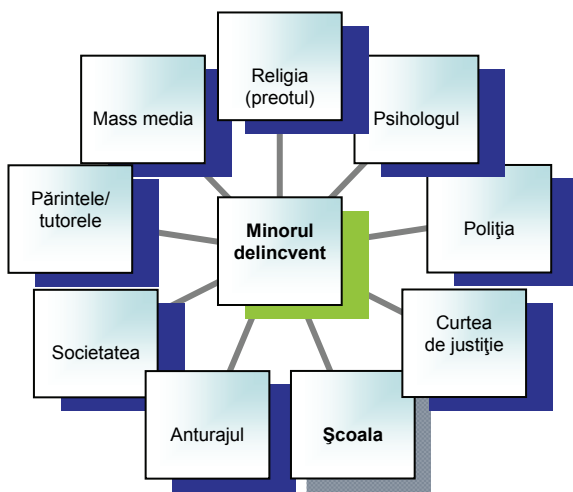 Religia
(preotul)
Mass media
Psihologul
Părintele/
tutorele
Minorul
delincvent
Poliţia
Societatea
Curtea
de justiţie
Anturajul
Şcoala